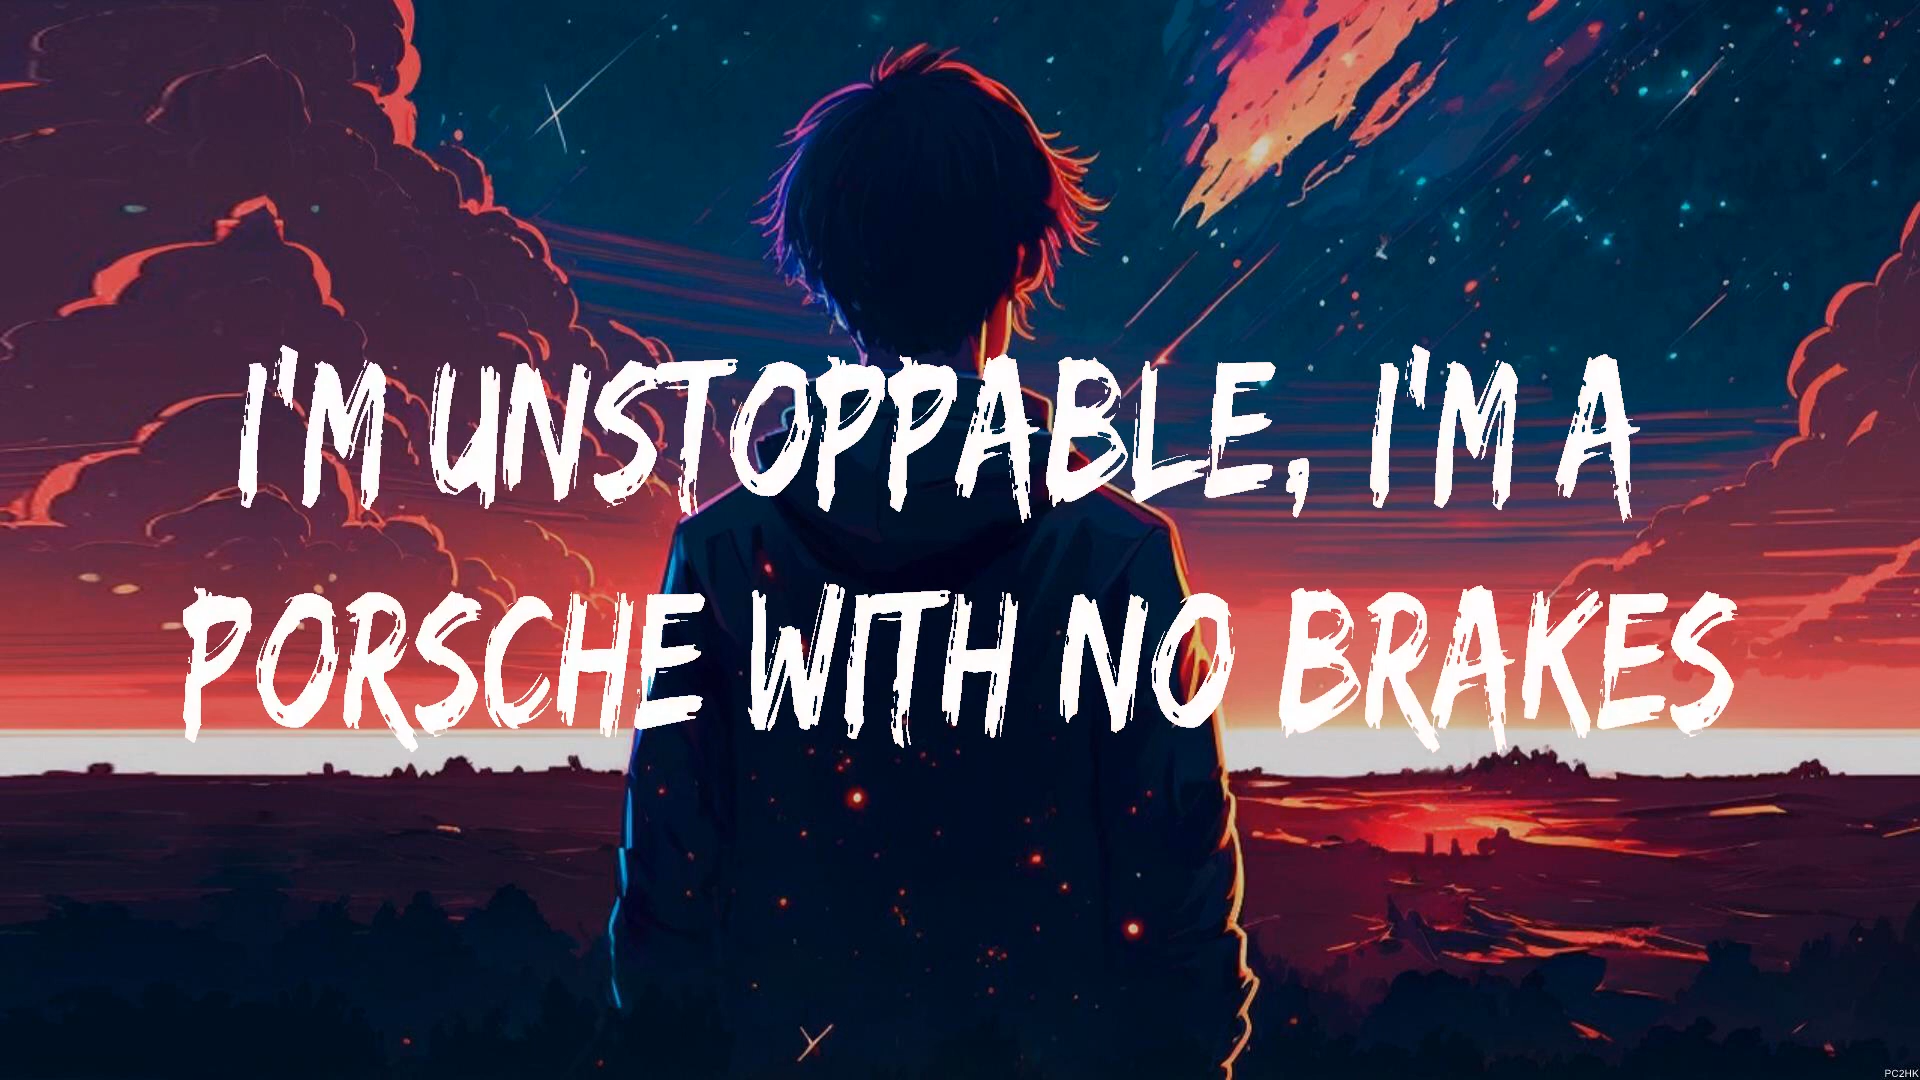 I'M UNSTOPPABLE, I'M A
PORSCHE WITH NO BRAKES
PC2HK